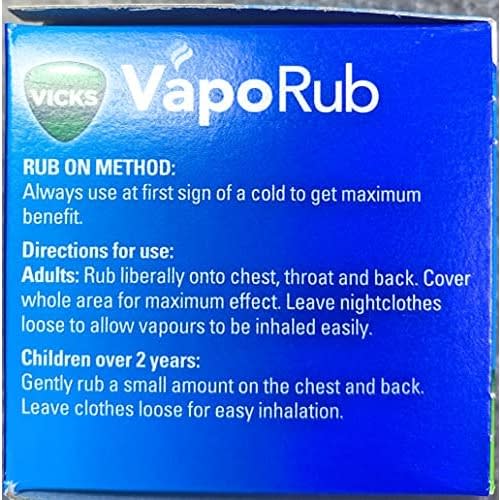 VICKS VapoRub
RUB ON METHOD:
Always use at first sign of a cold to get maximum
benefit.
Directions for use:
Adults: Rub liberally onto chest, throat and back. Cover
whole area for maximum effect. Leave nightclothes
loose to allow vapours to be inhaled easily.
Children over 2 years:
Gently rub a small amount on the chest and back.
Leave clothes loose for easy inhalation.